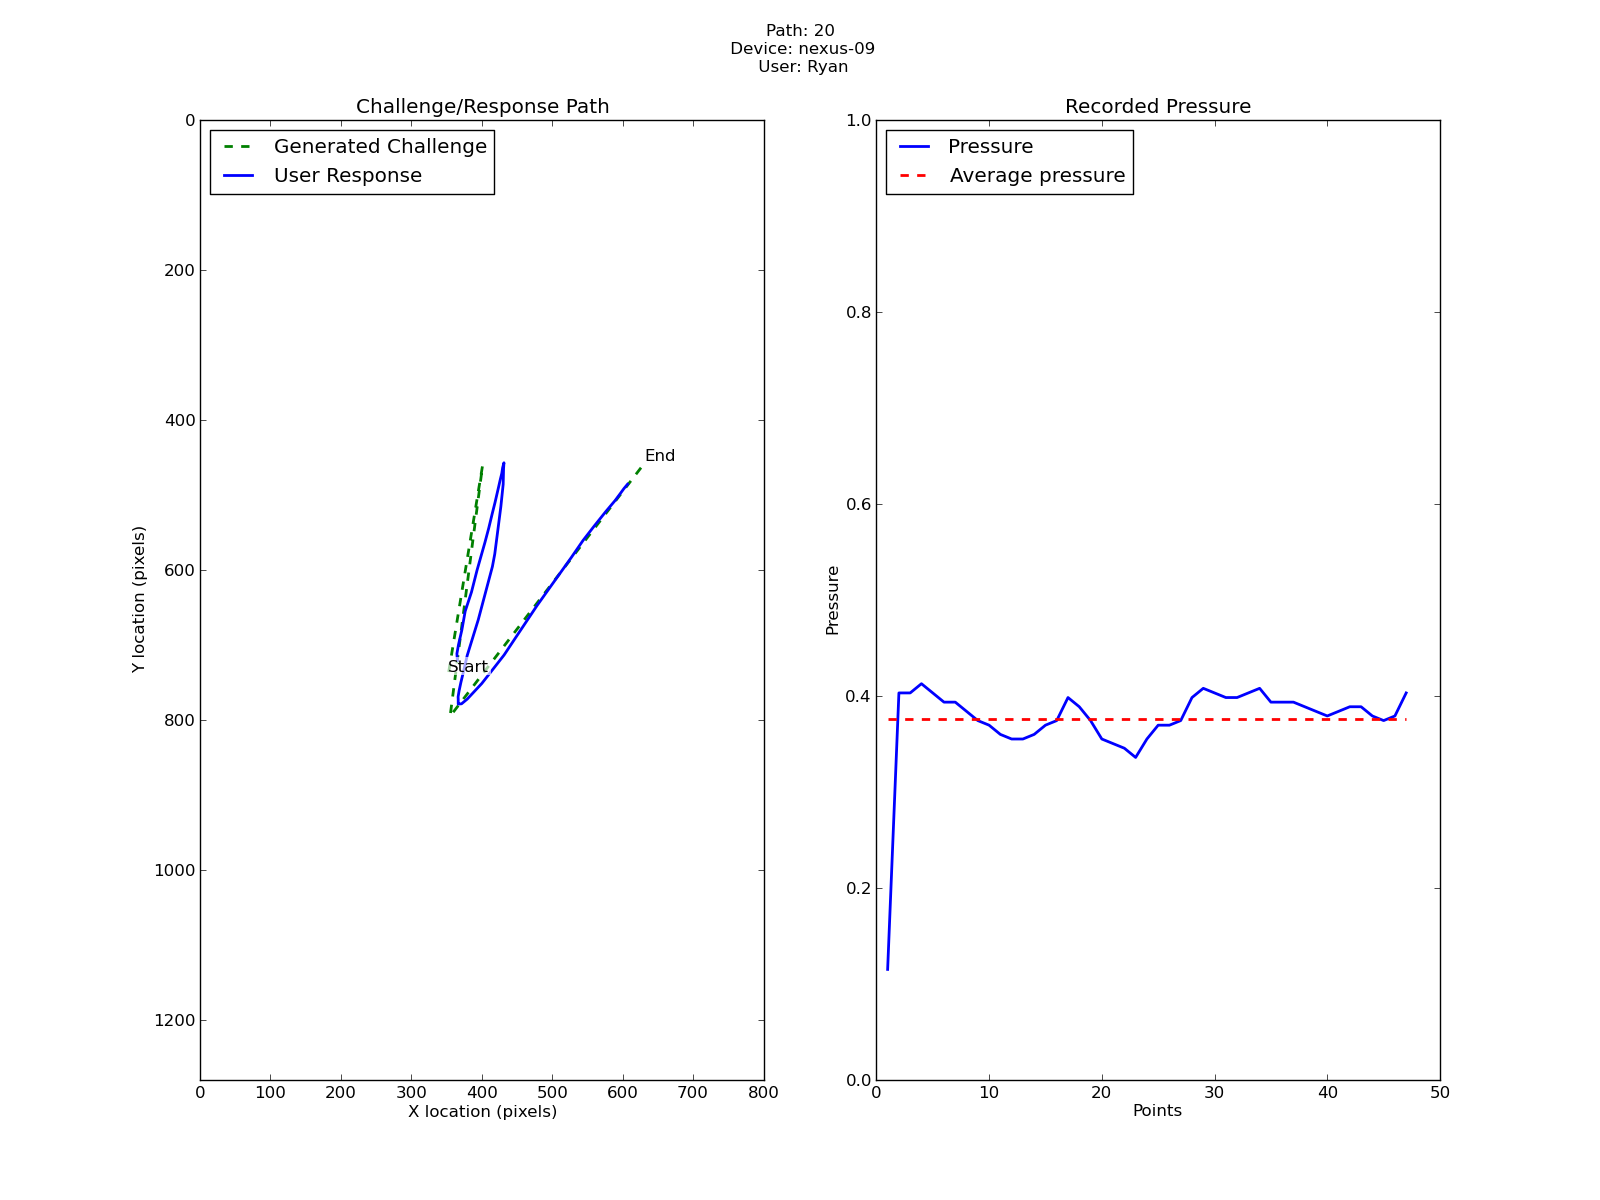 Path: 20
Device: nexus-09
User: Ryan
Challenge/Response Path
Generated Challenge
User Response
0
200
400
600
800
1000
1200
Y location (pixels)
End
Start
0 100 200 300 400 500 600 700 800
X location (pixels)
Recorded Pressure
Pressure
Average pressure
1.0
0.8
0.6
0.4
0.2
0.0
Pressure
0 10 20 30 40 50
Points